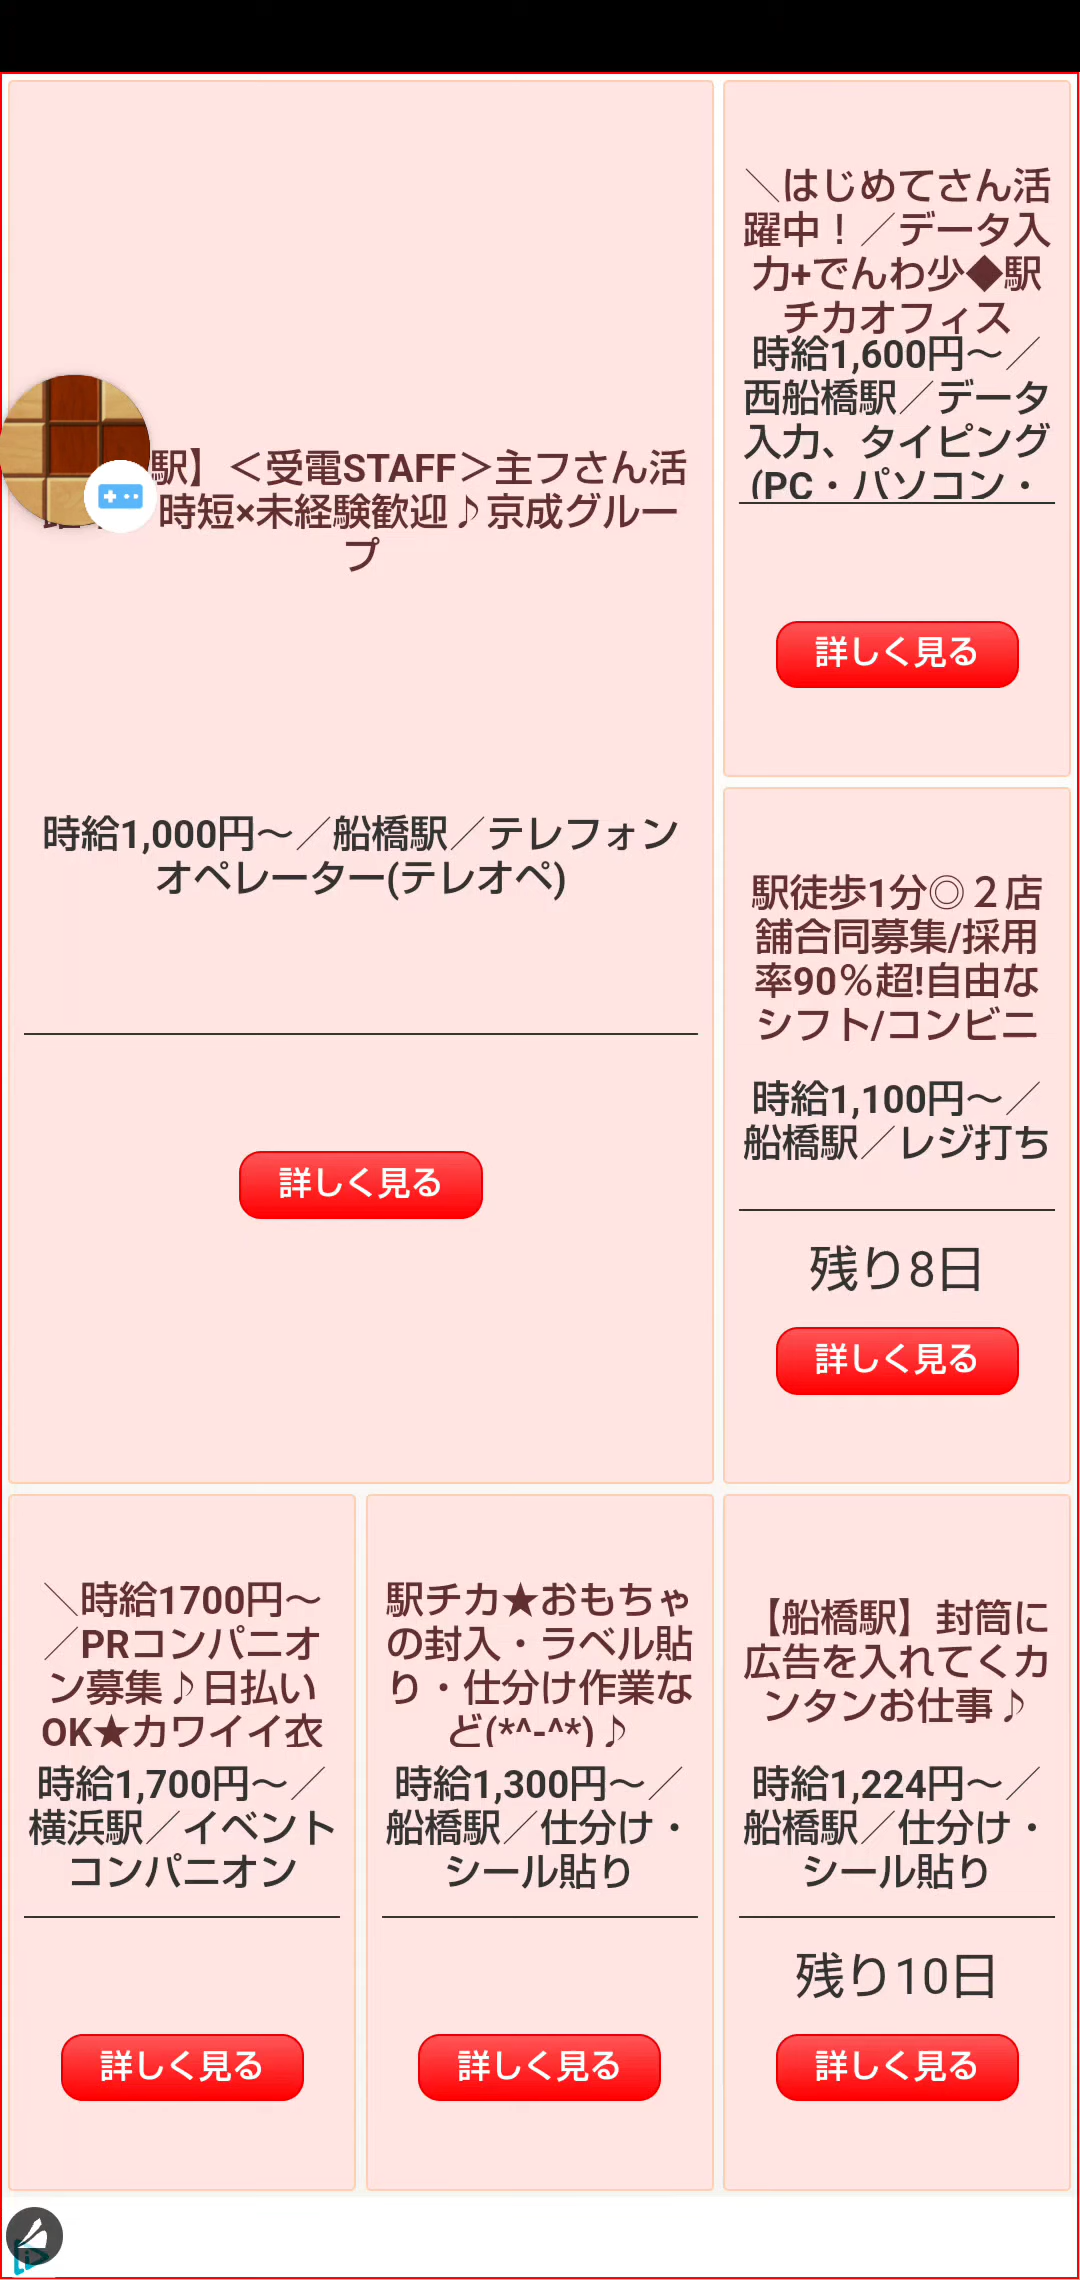 駅】＜受電STAFF＞主フさん活
時短×未経験歓迎♪京成グルー
プ
時給1,000円～／船橋駅／テレフォン
オペレーター(テレオペ)
詳しく見る
＼はじめてさん活
躍中！／データ入
力+でんわ少◆駅
チカオフィス
時給1,600円～／
西船橋駅／データ
入力、タイピング
(PC・パソコン・
詳しく見る
駅徒歩1分◎２店
舗合同募集/採用
率90％超!自由な
シフト/コンビニ
時給1,100円～／
船橋駅／レジ打ち
残り8日
詳しく見る
＼時給1700円～
／PRコンパニオ
ン募集♪日払い
OK★カワイイ衣
時給1,700円～／
横浜駅／イベント
コンパニオン
詳しく見る
駅チカ★おもちゃ
の封入・ラベル貼
り・仕分け作業な
ど(*^-^*)♪
時給1,300円～／
船橋駅／仕分け・
シール貼り
詳しく見る
【船橋駅】封筒に
広告を入れてくカ
ンタンお仕事♪
時給1,224円～／
船橋駅／仕分け・
シール貼り
残り10日
詳しく見る